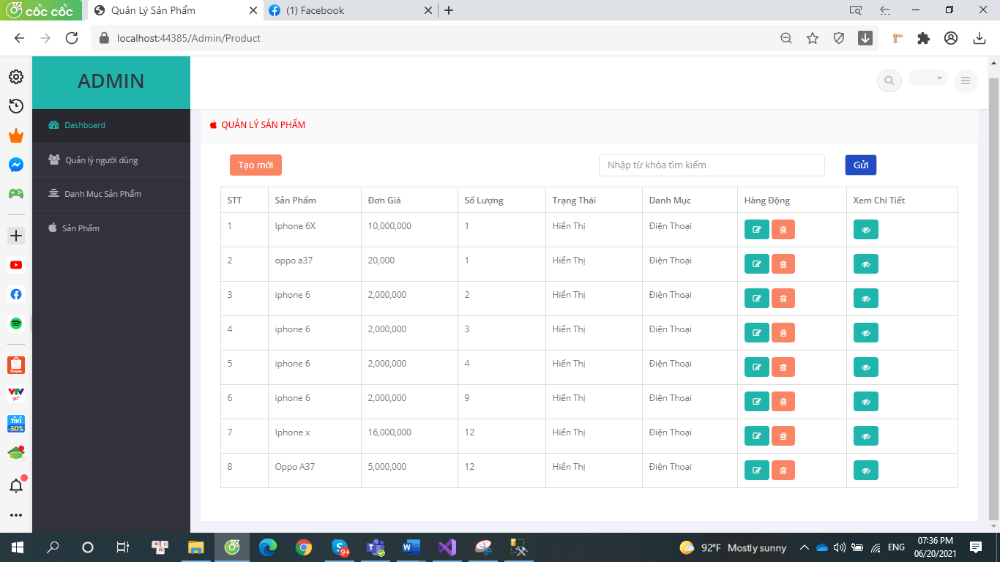 cốc cốc
Quản Lý Sản Phẩm
(1) Facebook
localhost:44385/Admin/Product
ADMIN
Dashboard
Quản lý người dùng
Danh Mục Sản Phẩm
Sản Phẩm
QUẢN LÝ SẢN PHẨM
Tạo mới
Nhập từ khóa tìm kiếm
Gửi
STT Sản Phẩm Đơn Giá Số Lượng Trạng Thái Danh Mục Hàng Động Xem Chi Tiết
1 Iphone 6X 10,000,000 1 Hiển Thị Điện Thoại
2 oppo a37 20,000 1 Hiển Thị Điện Thoại
3 iphone 6 2,000,000 2 Hiển Thị Điện Thoại
4 iphone 6 2,000,000 3 Hiển Thị Điện Thoại
5 iphone 6 2,000,000 4 Hiển Thị Điện Thoại
6 iphone 6 2,000,000 9 Hiển Thị Điện Thoại
7 Iphone x 16,000,000 12 Hiển Thị Điện Thoại
8 Oppo A37 5,000,000 12 Hiển Thị Điện Thoại
Shopee
VTV
go
TIKI
-50%
9+
92°F Mostly sunny
ENG
07:36 PM
06/20/2021